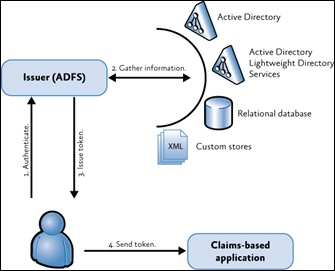 Active Directory
Issuer (ADFS)
2. Gather information.
Active Directory
Lightweight Directory
Services
Relational database
XML
Custom stores
1. Authenticate.
3. Issue token.
4. Send token.
Claims-based
application